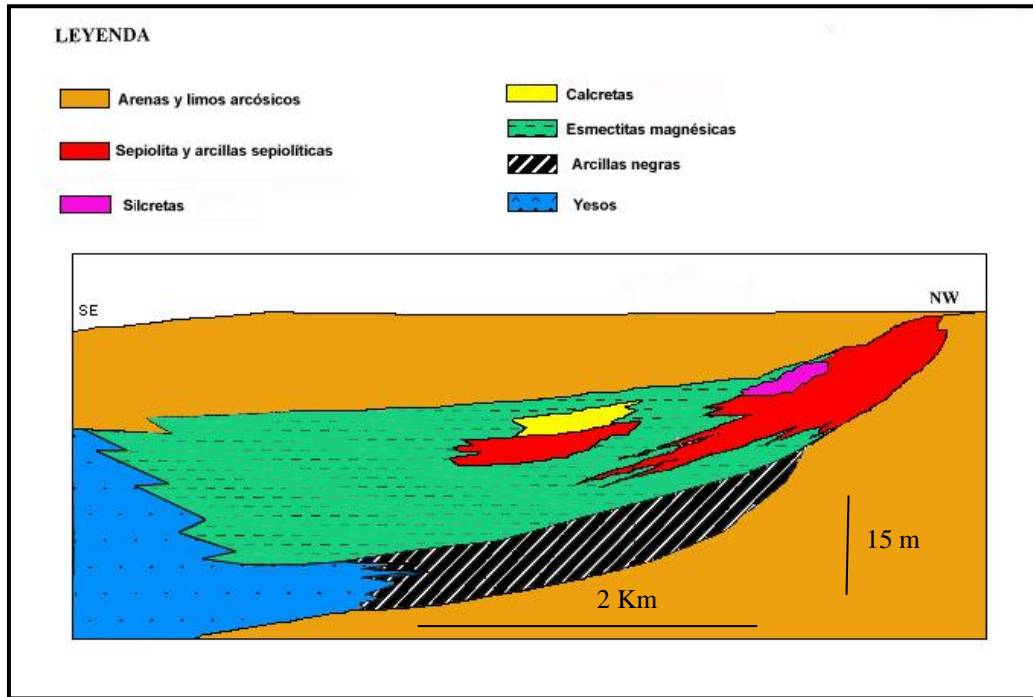 LEYENDA
Arenas y limos arcósicos
Sepiolita y arcillas sepiolíticas
Silcretas
Calcretas
Esmectitas magnésicas
Arcillas negras
Yesos
SE
NW
15 m
2 Km